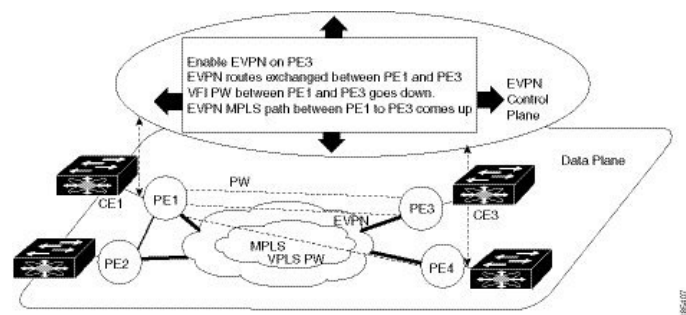 Enable EVPN on PE3
EVPN routes exchanged between PE1 and PE3
VFI PW between PE1 and PE3 goes down.
EVPN MPLS path between PE1 to PE3 comes up
EVPN
Control
Plane
Data Plane
CE1
PW
PE1
PE3
CE3
EVPN
MPLS
VPLS PW
PE2
PE4